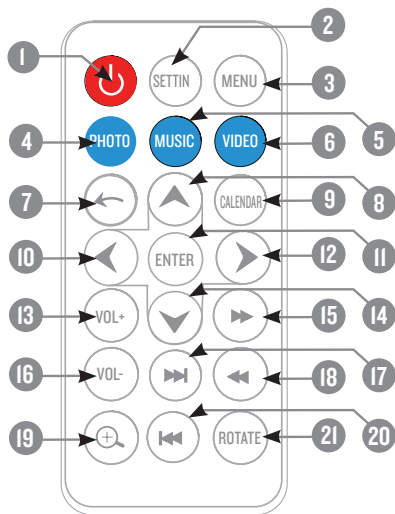 2
1 SETTIN MENU 3
4 PHOTO MUSIC VIDEO 6 5
7 CALENDAR 9 8
10 ENTER 12 11
13 VOL+ 15 14
16 VOL- 18 17
19 ROTATE 21 20